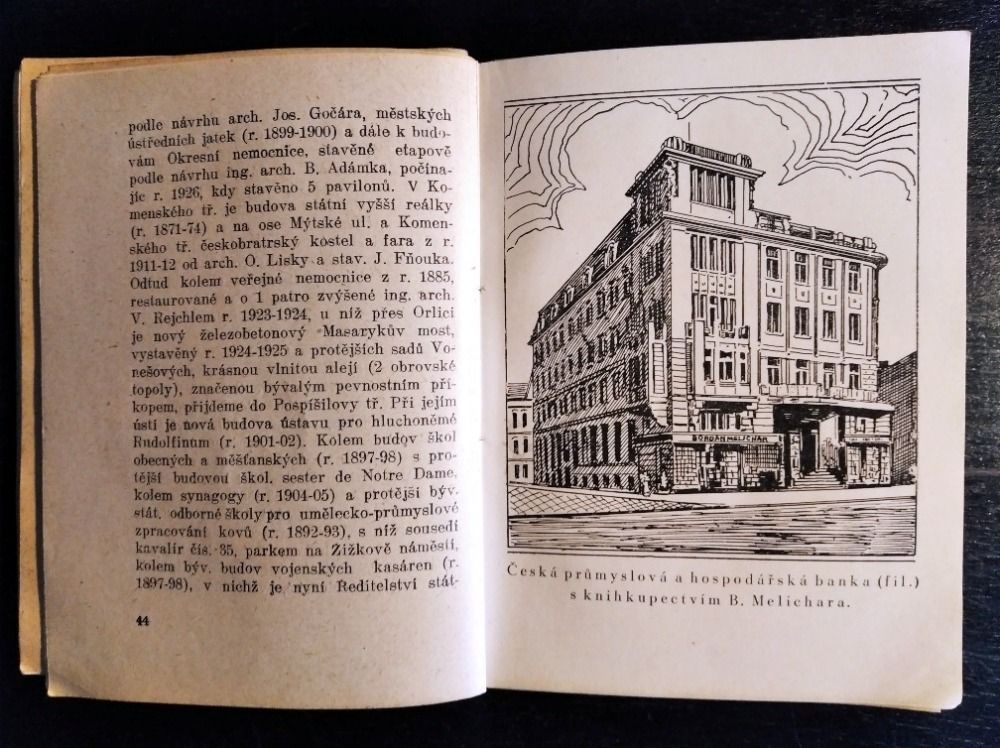 podle návrhu arch. Jos. Gočára, městských
ústředních jatek (r. 1899-1900) a dále k budo-
vám Okresní nemocnice, stavěné etapově
podle návrhu ing. arch. B. Adámka, počína-
jíc r. 1926, kdy stavěno 5 pavilonů. V Ko-
menského tř. je budova státní vyšší reálky
(r. 1871-74) a na ose Mýtské ul. a Komen-
ského tř. českobratrský kostel a fara z r.
1911-12 od arch. O. Lisky a stav. J. Fňouka.
Odtud kolem veřejné nemocnice z r. 1885,
restaurované a o 1 patro zvýšené ing. arch.
V. Rejchlem r. 1923-1924, u níž přes Orlici
je nový železobetonový Masarykův most,
vystavěný r. 1924-1925 a protějších sadů Vo-
nešových, krásnou vlnitou alejí (2 obrovské
topoly), značenou bývalým pevnostním pří-
kopem, přijdeme do Pospíšilovy tř. Při jejím
ústí je nová budova ústavu pro hluchoněmé
Rudolfinum (r. 1901-02). Kolem budov škol
obecných a měšťanských (r. 1897-98) s pro-
tější budovou škol. sester de Notre Dame,
kolem synagogy (r. 1904-05) a protější býv.
stát. odborné školy pro umělecko-průmyslové
zpracování kovů (r. 1892-93), s níž sousedí
kavalír čís. 35, parkem na Žižkově náměstí,
kolem býv. budov vojenských kasáren (r.
1897-98), v nichž je nyní Ředitelství stát-
44
BOHDAN MELICHAR
Česká průmyslová a hospodářská banka (fil.)
s knihkupectvím B. Melichara.